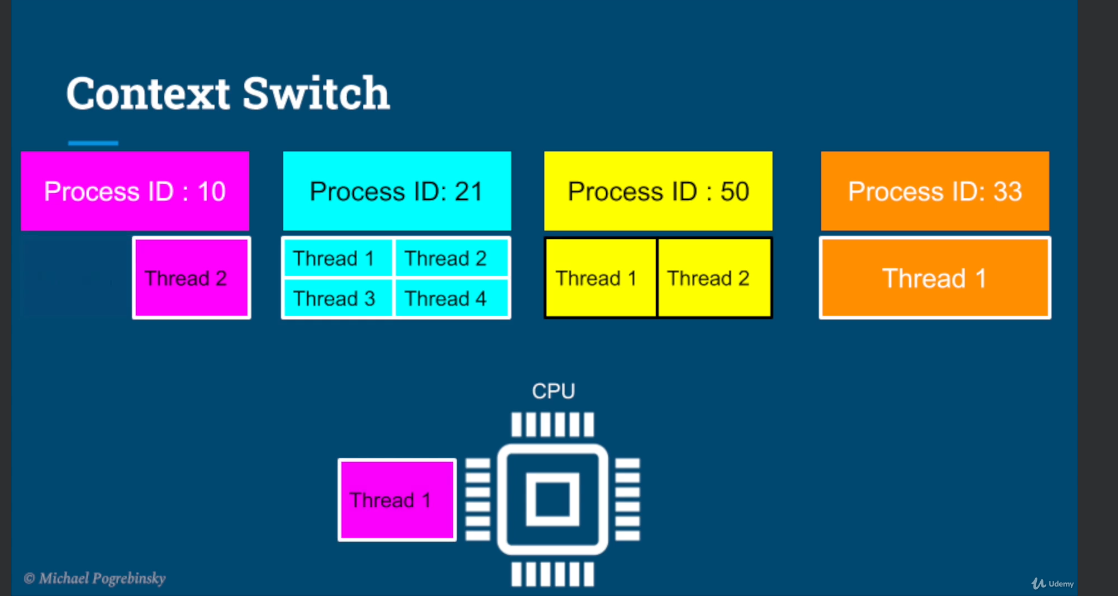 Context Switch
Process ID : 10
Process ID: 21
Process ID : 50
Process ID: 33
Thread 2
Thread 1
Thread 2
Thread 3
Thread 4
Thread 1
Thread 2
Thread 1
CPU
Thread 1
© Michael Pogrebinsky
Udemy